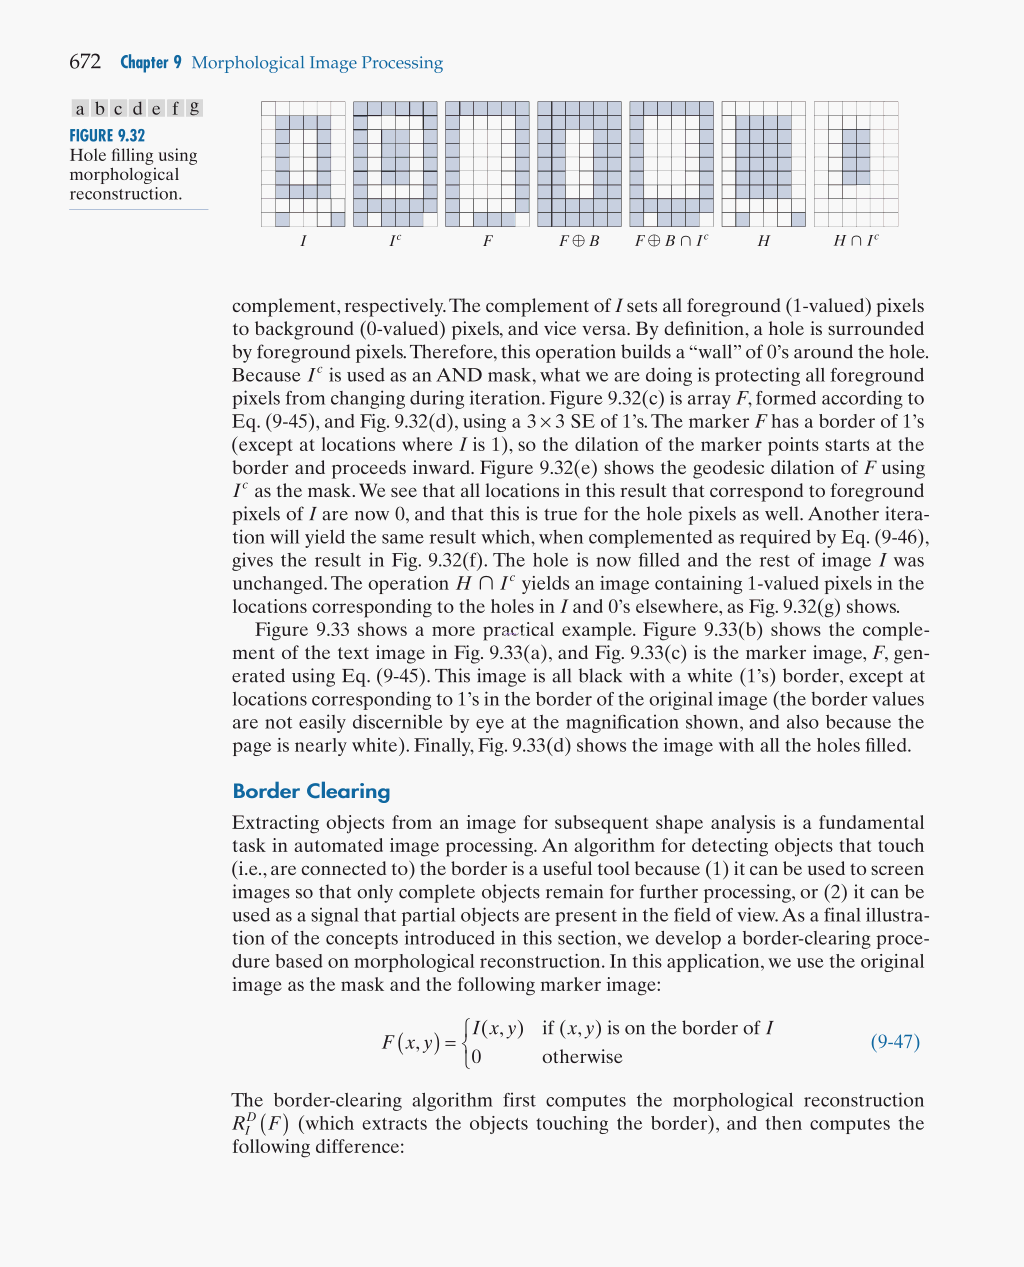 672 Chapter 9 Morphological Image Processing
a b c d e f g
FIGURE 9.32
Hole filling using
morphological
reconstruction.
I I^c F F ⊕ B F ⊕ B ∩ I^c H H ∩ I^c
complement, respectively. The complement of I sets all foreground (1-valued) pixels
to background (0-valued) pixels, and vice versa. By definition, a hole is surrounded
by foreground pixels. Therefore, this operation builds a “wall” of 0’s around the hole.
Because I^c is used as an AND mask, what we are doing is protecting all foreground
pixels from changing during iteration. Figure 9.32(c) is array F, formed according to
Eq. (9-45), and Fig. 9.32(d), using a 3 × 3 SE of 1’s. The marker F has a border of 1’s
(except at locations where I is 1), so the dilation of the marker points starts at the
border and proceeds inward. Figure 9.32(e) shows the geodesic dilation of F using
I^c as the mask. We see that all locations in this result that correspond to foreground
pixels of I are now 0, and that this is true for the hole pixels as well. Another itera-
tion will yield the same result which, when complemented as required by Eq. (9-46),
gives the result in Fig. 9.32(f). The hole is now filled and the rest of image I was
unchanged. The operation H ∩ I^c yields an image containing 1-valued pixels in the
locations corresponding to the holes in I and 0’s elsewhere, as Fig. 9.32(g) shows.
Figure 9.33 shows a more practical example. Figure 9.33(b) shows the comple-
ment of the text image in Fig. 9.33(a), and Fig. 9.33(c) is the marker image, F, gen-
erated using Eq. (9-45). This image is all black with a white (1’s) border, except at
locations corresponding to 1’s in the border of the original image (the border values
are not easily discernible by eye at the magnification shown, and also because the
page is nearly white). Finally, Fig. 9.33(d) shows the image with all the holes filled.
Border Clearing
Extracting objects from an image for subsequent shape analysis is a fundamental
task in automated image processing. An algorithm for detecting objects that touch
(i.e., are connected to) the border is a useful tool because (1) it can be used to screen
images so that only complete objects remain for further processing, or (2) it can be
used as a signal that partial objects are present in the field of view. As a final illustra-
tion of the concepts introduced in this section, we develop a border-clearing proce-
dure based on morphological reconstruction. In this application, we use the original
image as the mask and the following marker image:
F(x, y) = { I(x, y) if (x, y) is on the border of I
0 otherwise (9-47)
The border-clearing algorithm first computes the morphological reconstruction
R_I^D(F) (which extracts the objects touching the border), and then computes the
following difference: